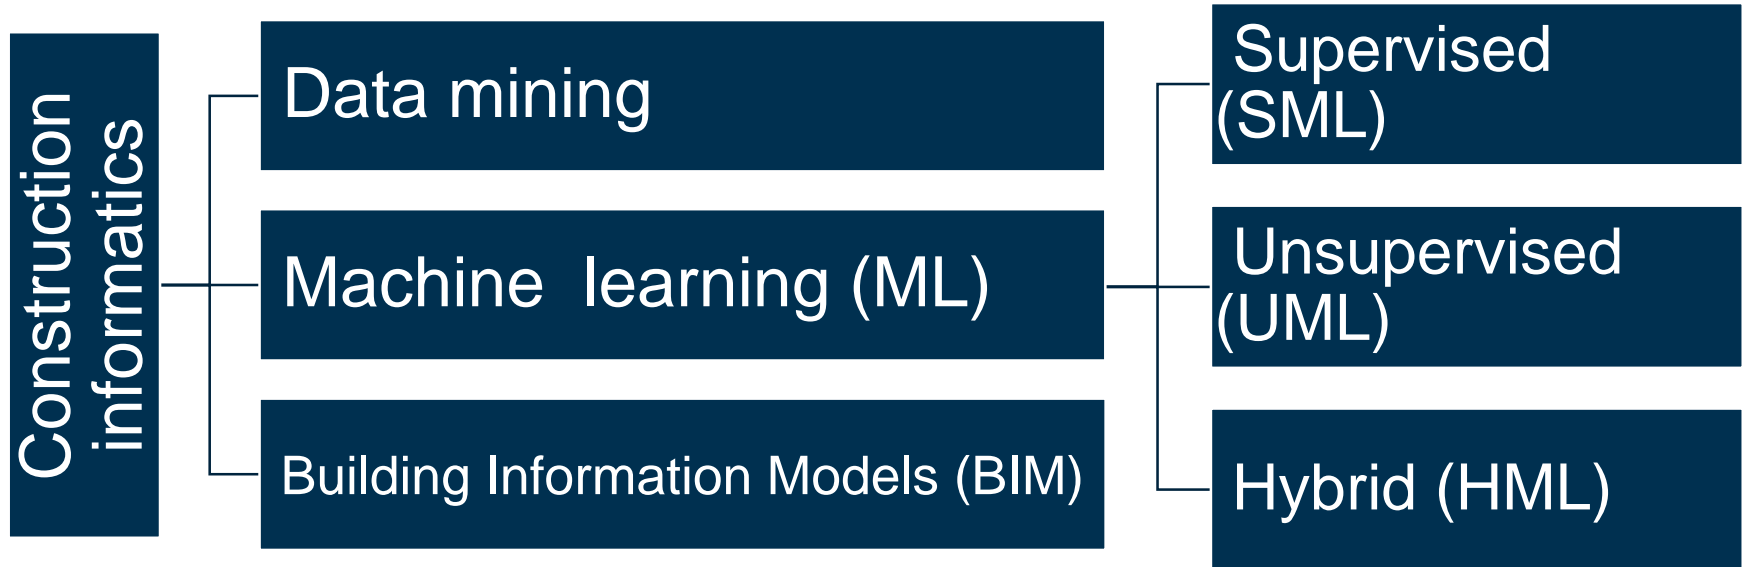 Construction
informatics
Data mining
Machine  learning (ML)
Building Information Models (BIM)
Supervised
(SML)
Unsupervised
(UML)
Hybrid (HML)